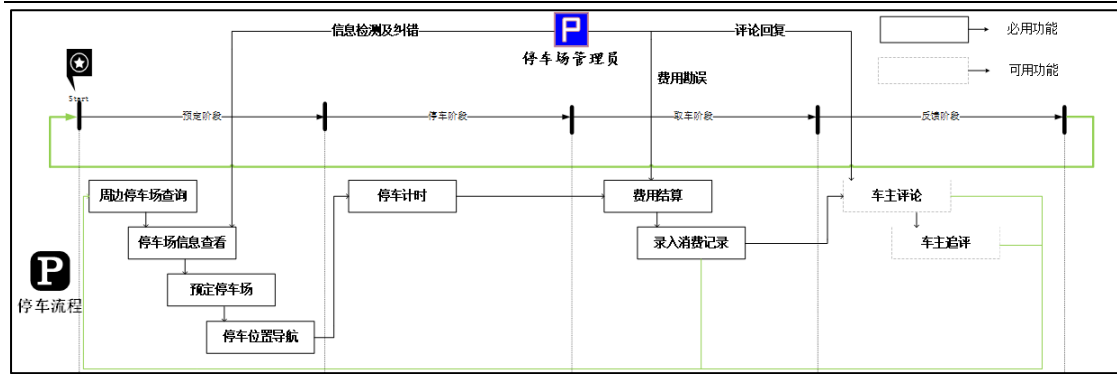 信息检测及纠错
P
评论回复
必用功能
停车场管理员
费用勘误
可用功能
Start
预定阶段
停车阶段
取车阶段
反馈阶段
周边停车场查询
停车计时
费用结算
车主评论
停车场信息查看
录入消费记录
车主追评
P
预定停车场
停车流程
停车位置导航